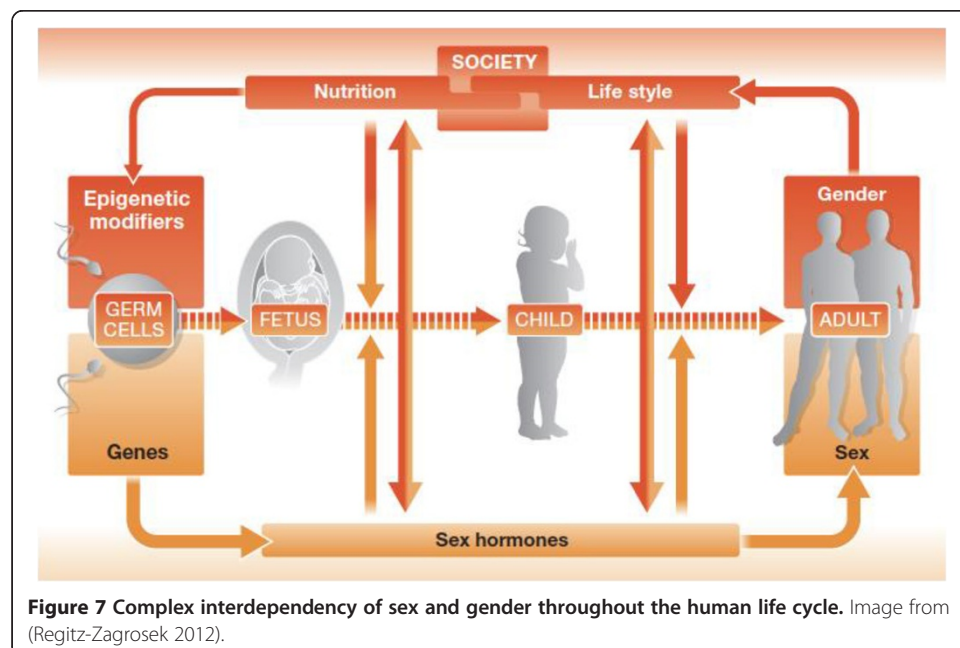 SOCIETY
Nutrition
Life style
Epigenetic
modifiers
Gender
GERM
CELLS
FETUS
CHILD
ADULT
Genes
Sex
Sex hormones
Figure 7 Complex interdependency of sex and gender throughout the human life cycle. Image from
(Regitz-Zagrosek 2012).